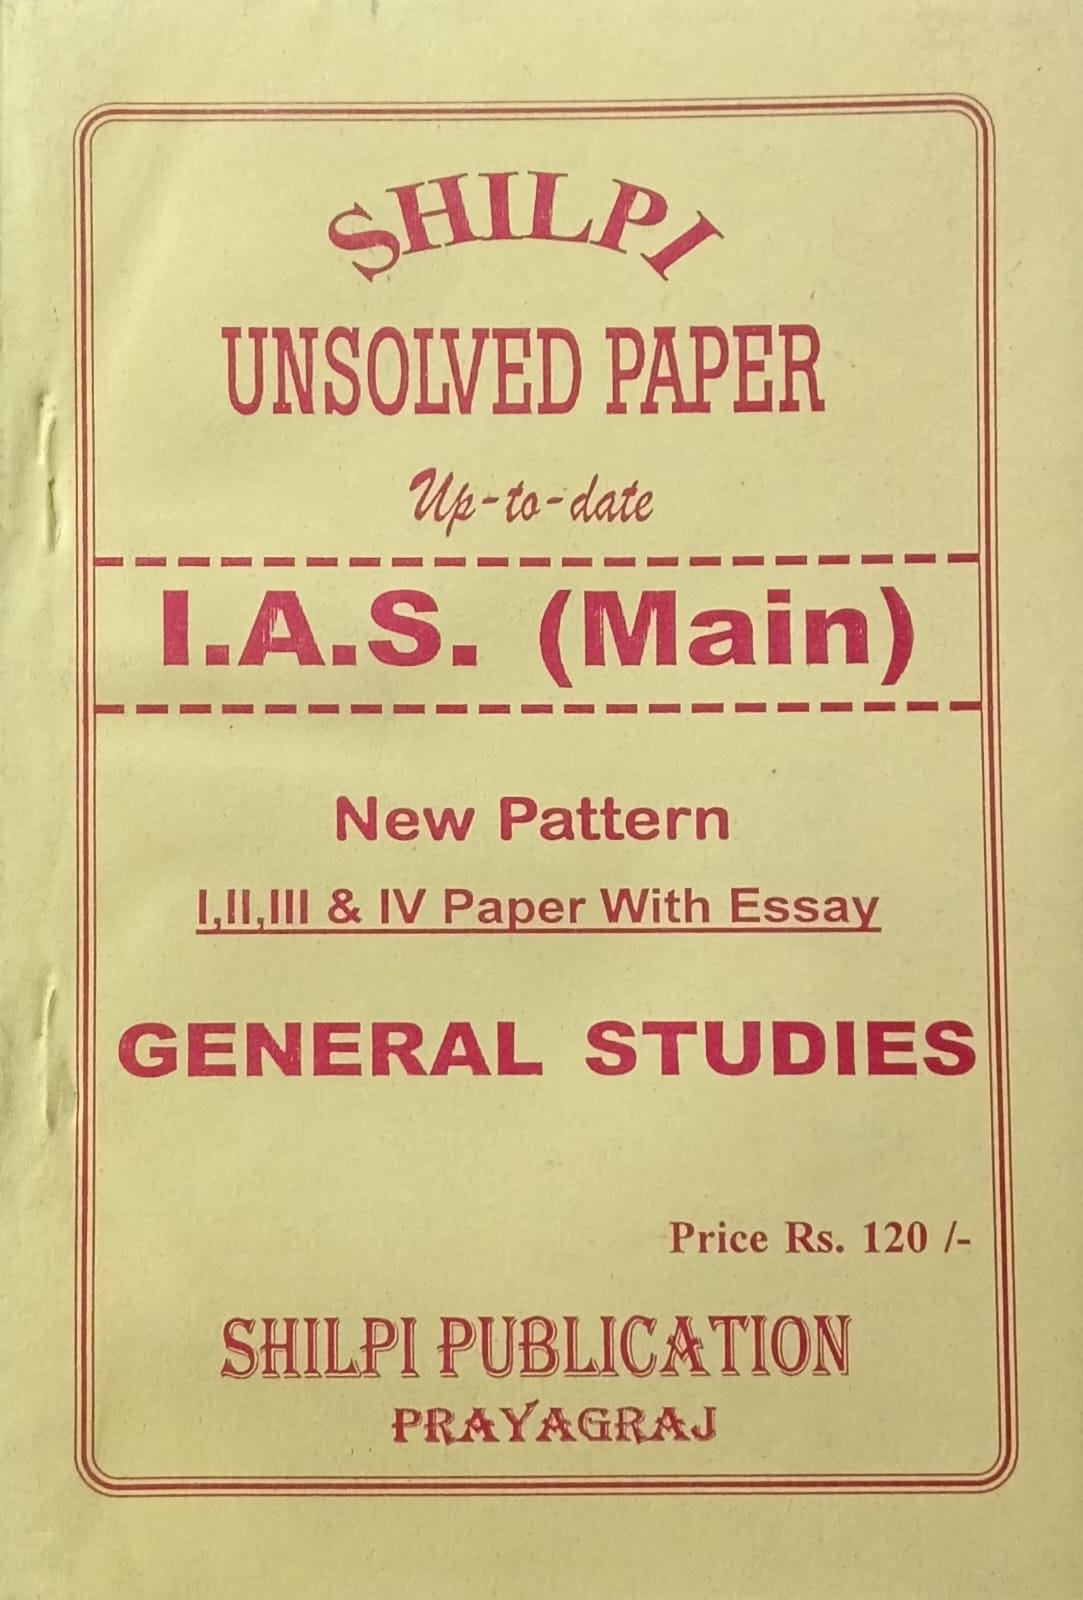 SHILPI
UNSOLVED PAPER
Up-to-date
I.A.S. (Main)
New Pattern
I,II,III & IV Paper With Essay
GENERAL STUDIES
Price Rs. 120 /-
SHILPI PUBLICATION
PRAYAGRAJ